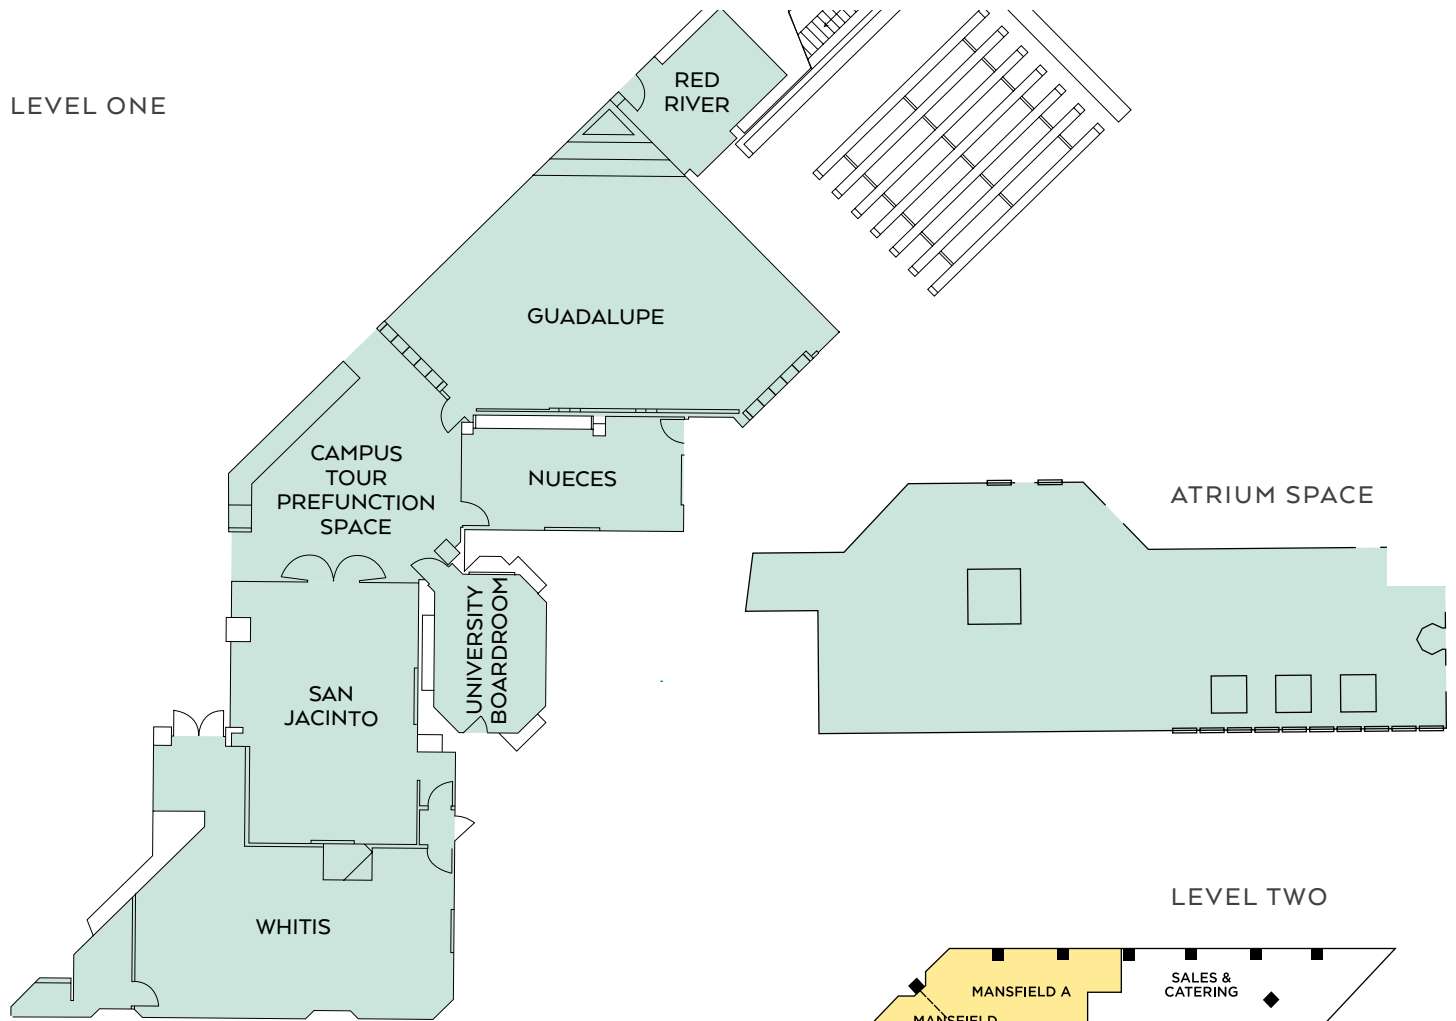 LEVEL ONE
RED
RIVER
GUADALUPE
CAMPUS
TOUR
PREFUNCTION
SPACE
NUECES
UNIVERSITY
BOARDROOM
SAN
JACINTO
WHITIS
ATRIUM SPACE
LEVEL TWO
MANSFIELD A
SALES &
CATERING
MANSFIELD